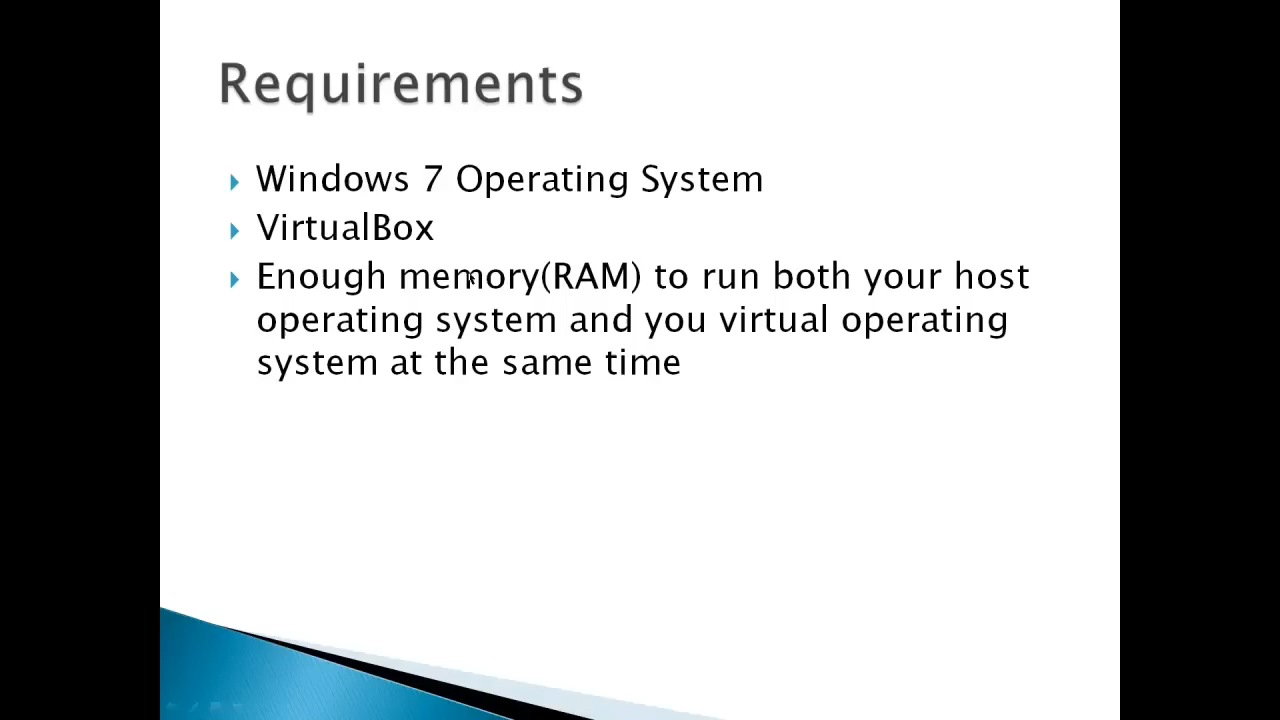 Requirements
Windows 7 Operating System
VirtualBox
Enough memory(RAM) to run both your host
operating system and you virtual operating
system at the same time